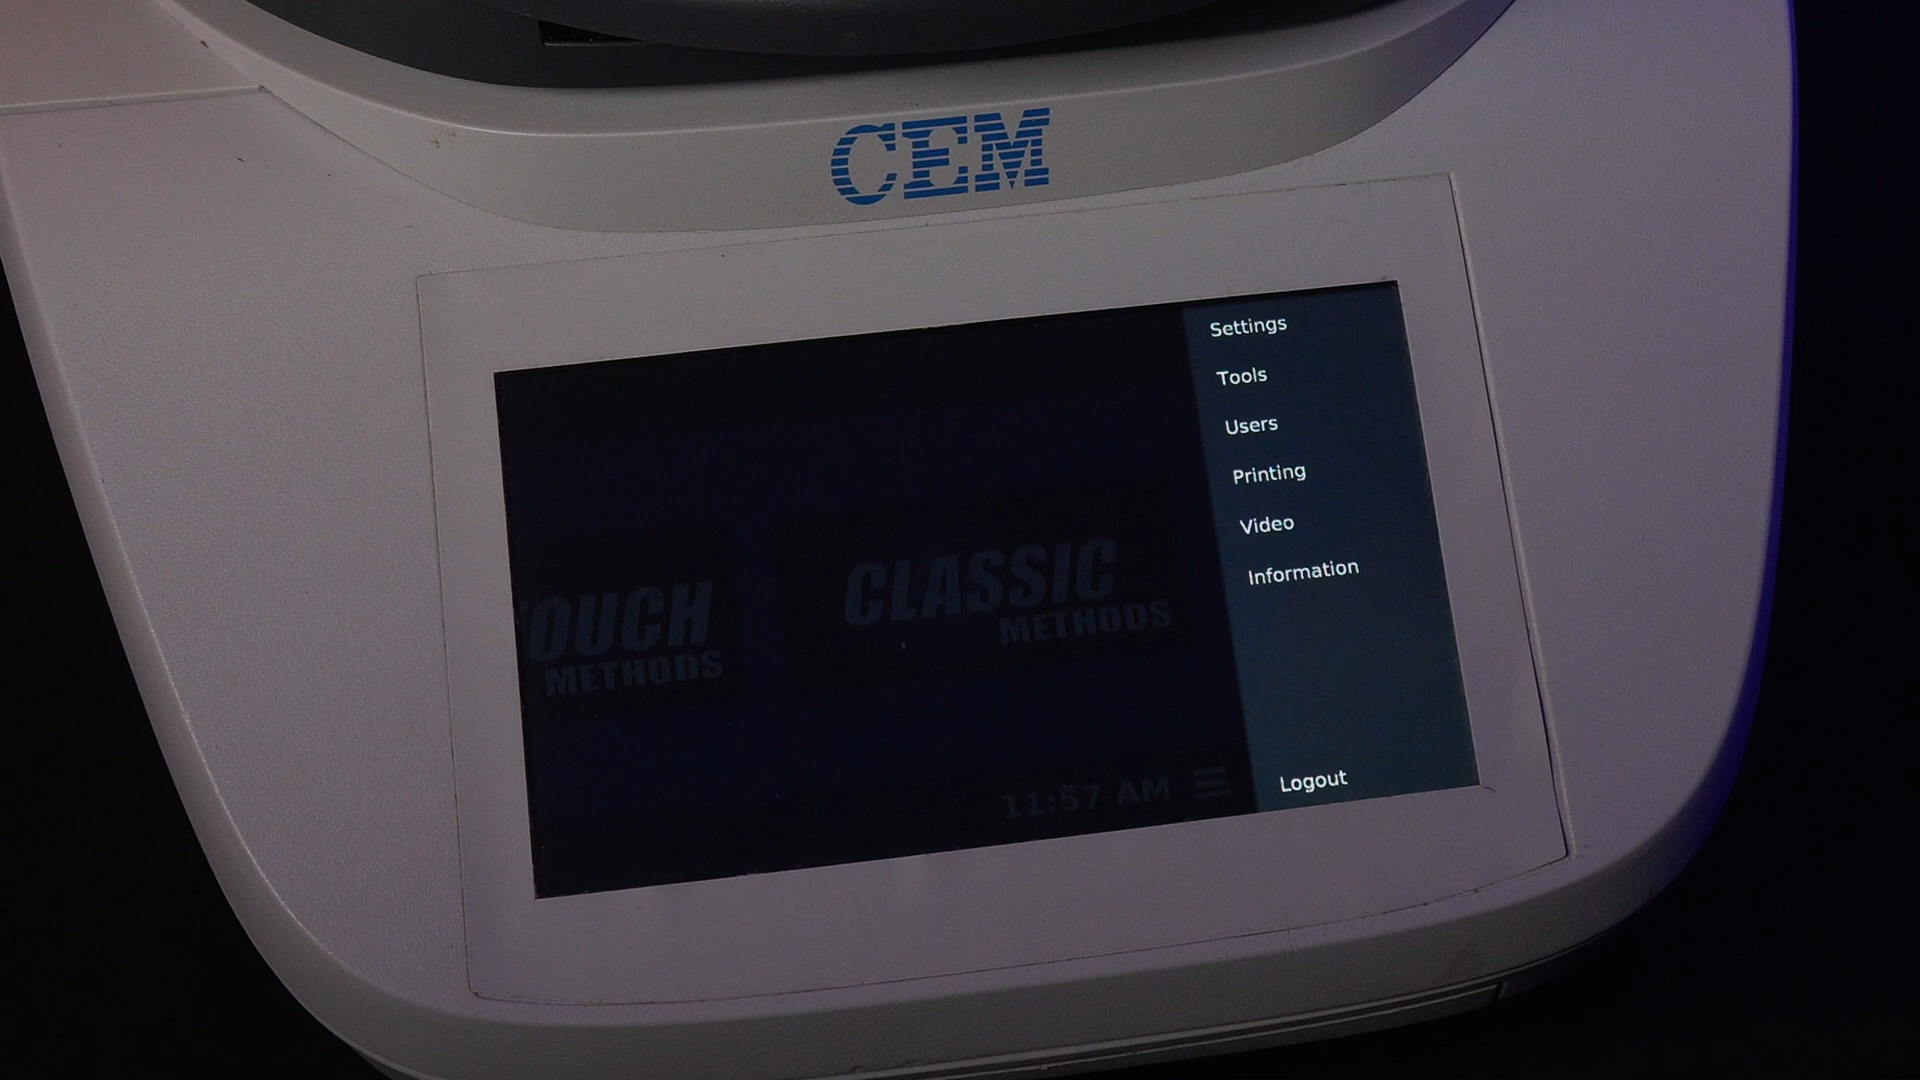 CEM
Settings
Tools
Users
Printing
Video
Information
OUCH
METHODS
CLASSIC
METHODS
11:57 AM
Logout